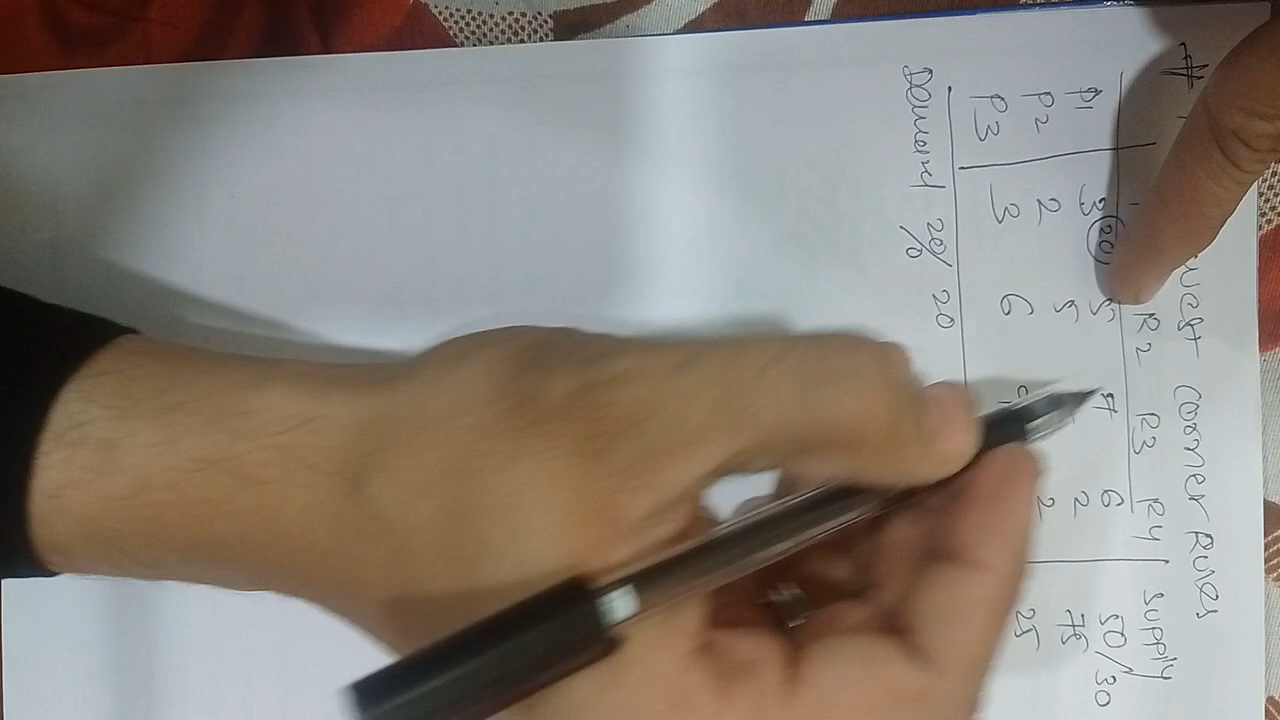 # west corner Rules
R2 R3 R4 Supply
P1 3 (20) 5 7 6 50/30
P2 2 5 2 75
P3 3 6 2 25
Demand 20/0 20